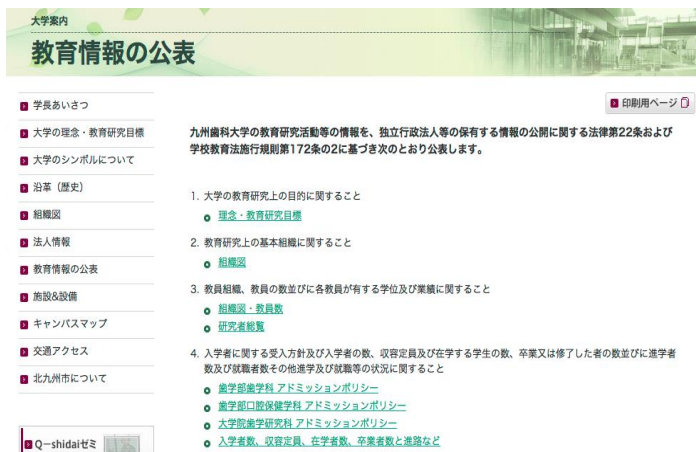 大学案内
教育情報の公表
学長あいさつ
大学の理念・教育研究目標
大学のシンボルについて
沿革（歴史）
組織図
法人情報
教育情報の公表
施設&設備
キャンパスマップ
交通アクセス
北九州市について
Q-shidaiゼミ
印刷用ページ
九州歯科大学の教育研究活動等の情報を、独立行政法人等の保有する情報の公開に関する法律第22条および
学校教育法施行規則第172条の2に基づき次のとおり公表します。
1. 大学の教育研究上の目的に関すること
理念・教育研究目標
2. 教育研究上の基本組織に関すること
組織図
3. 教員組織、教員の数並びに各教員が有する学位及び業績に関すること
組織図・教員数
研究者総覧
4. 入学者に関する受入方針及び入学者の数、収容定員及び在学する学生の数、卒業又は修了した者の数並びに進学者
数及び就職者数その他進学及び就職等の状況に関すること
歯学部歯学科 アドミッションポリシー
歯学部口腔保健学科 アドミッションポリシー
大学院歯学研究科 アドミッションポリシー
入学者数、収容定員、在学者数、卒業者数と進路など